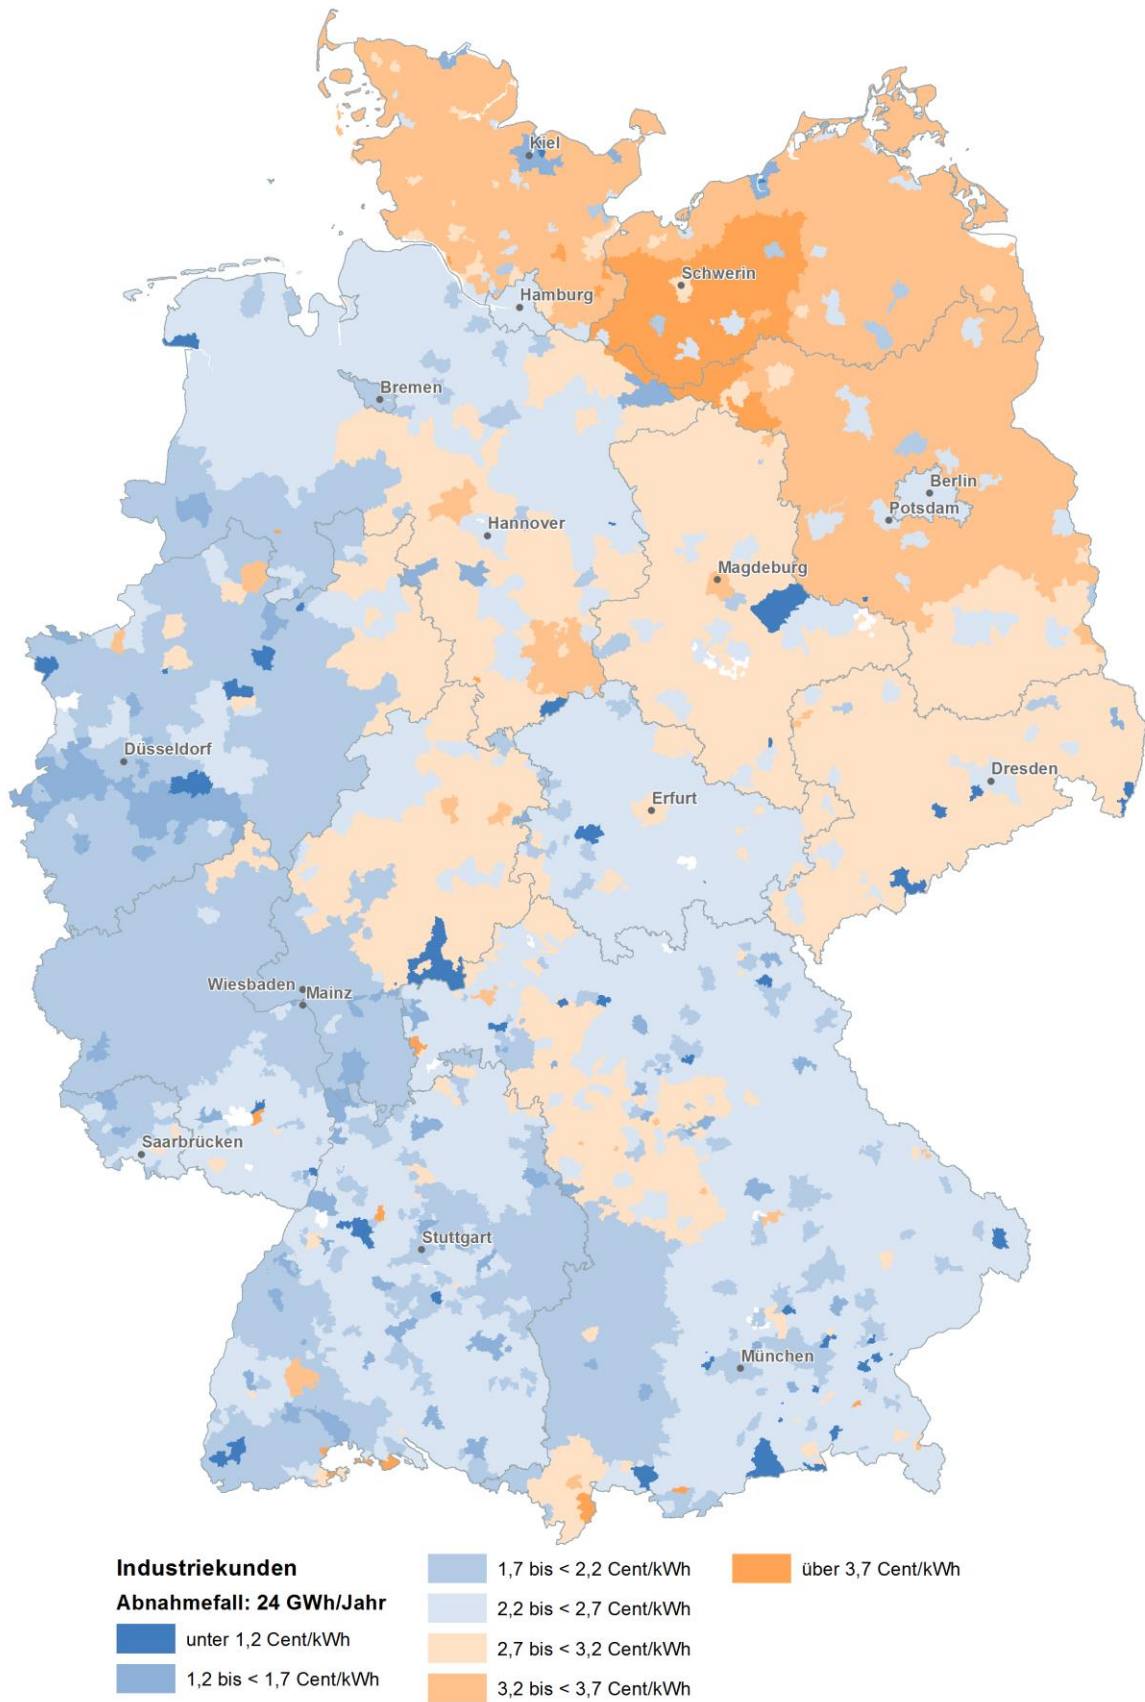 Kiel
Schwerin
Hamburg
Bremen
Berlin
Potsdam
Hannover
Magdeburg
Düsseldorf
Dresden
Erfurt
Wiesbaden
Mainz
Saarbrücken
Stuttgart
München
Industriekunden
Abnahmefall: 24 GWh/Jahr
unter 1,2 Cent/kWh
1,2 bis < 1,7 Cent/kWh
1,7 bis < 2,2 Cent/kWh
2,2 bis < 2,7 Cent/kWh
2,7 bis < 3,2 Cent/kWh
3,2 bis < 3,7 Cent/kWh
über 3,7 Cent/kWh